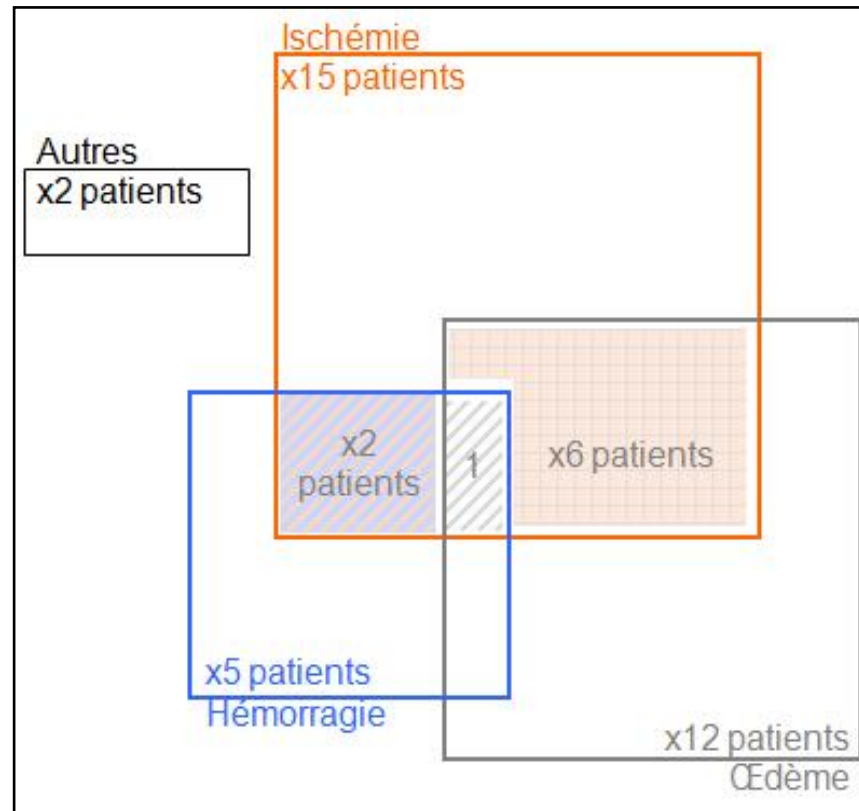 Ischémie
x15 patients
Autres
x2 patients
x2
patients
1
x6 patients
x5 patients
Hémorragie
x12 patients
Œdème